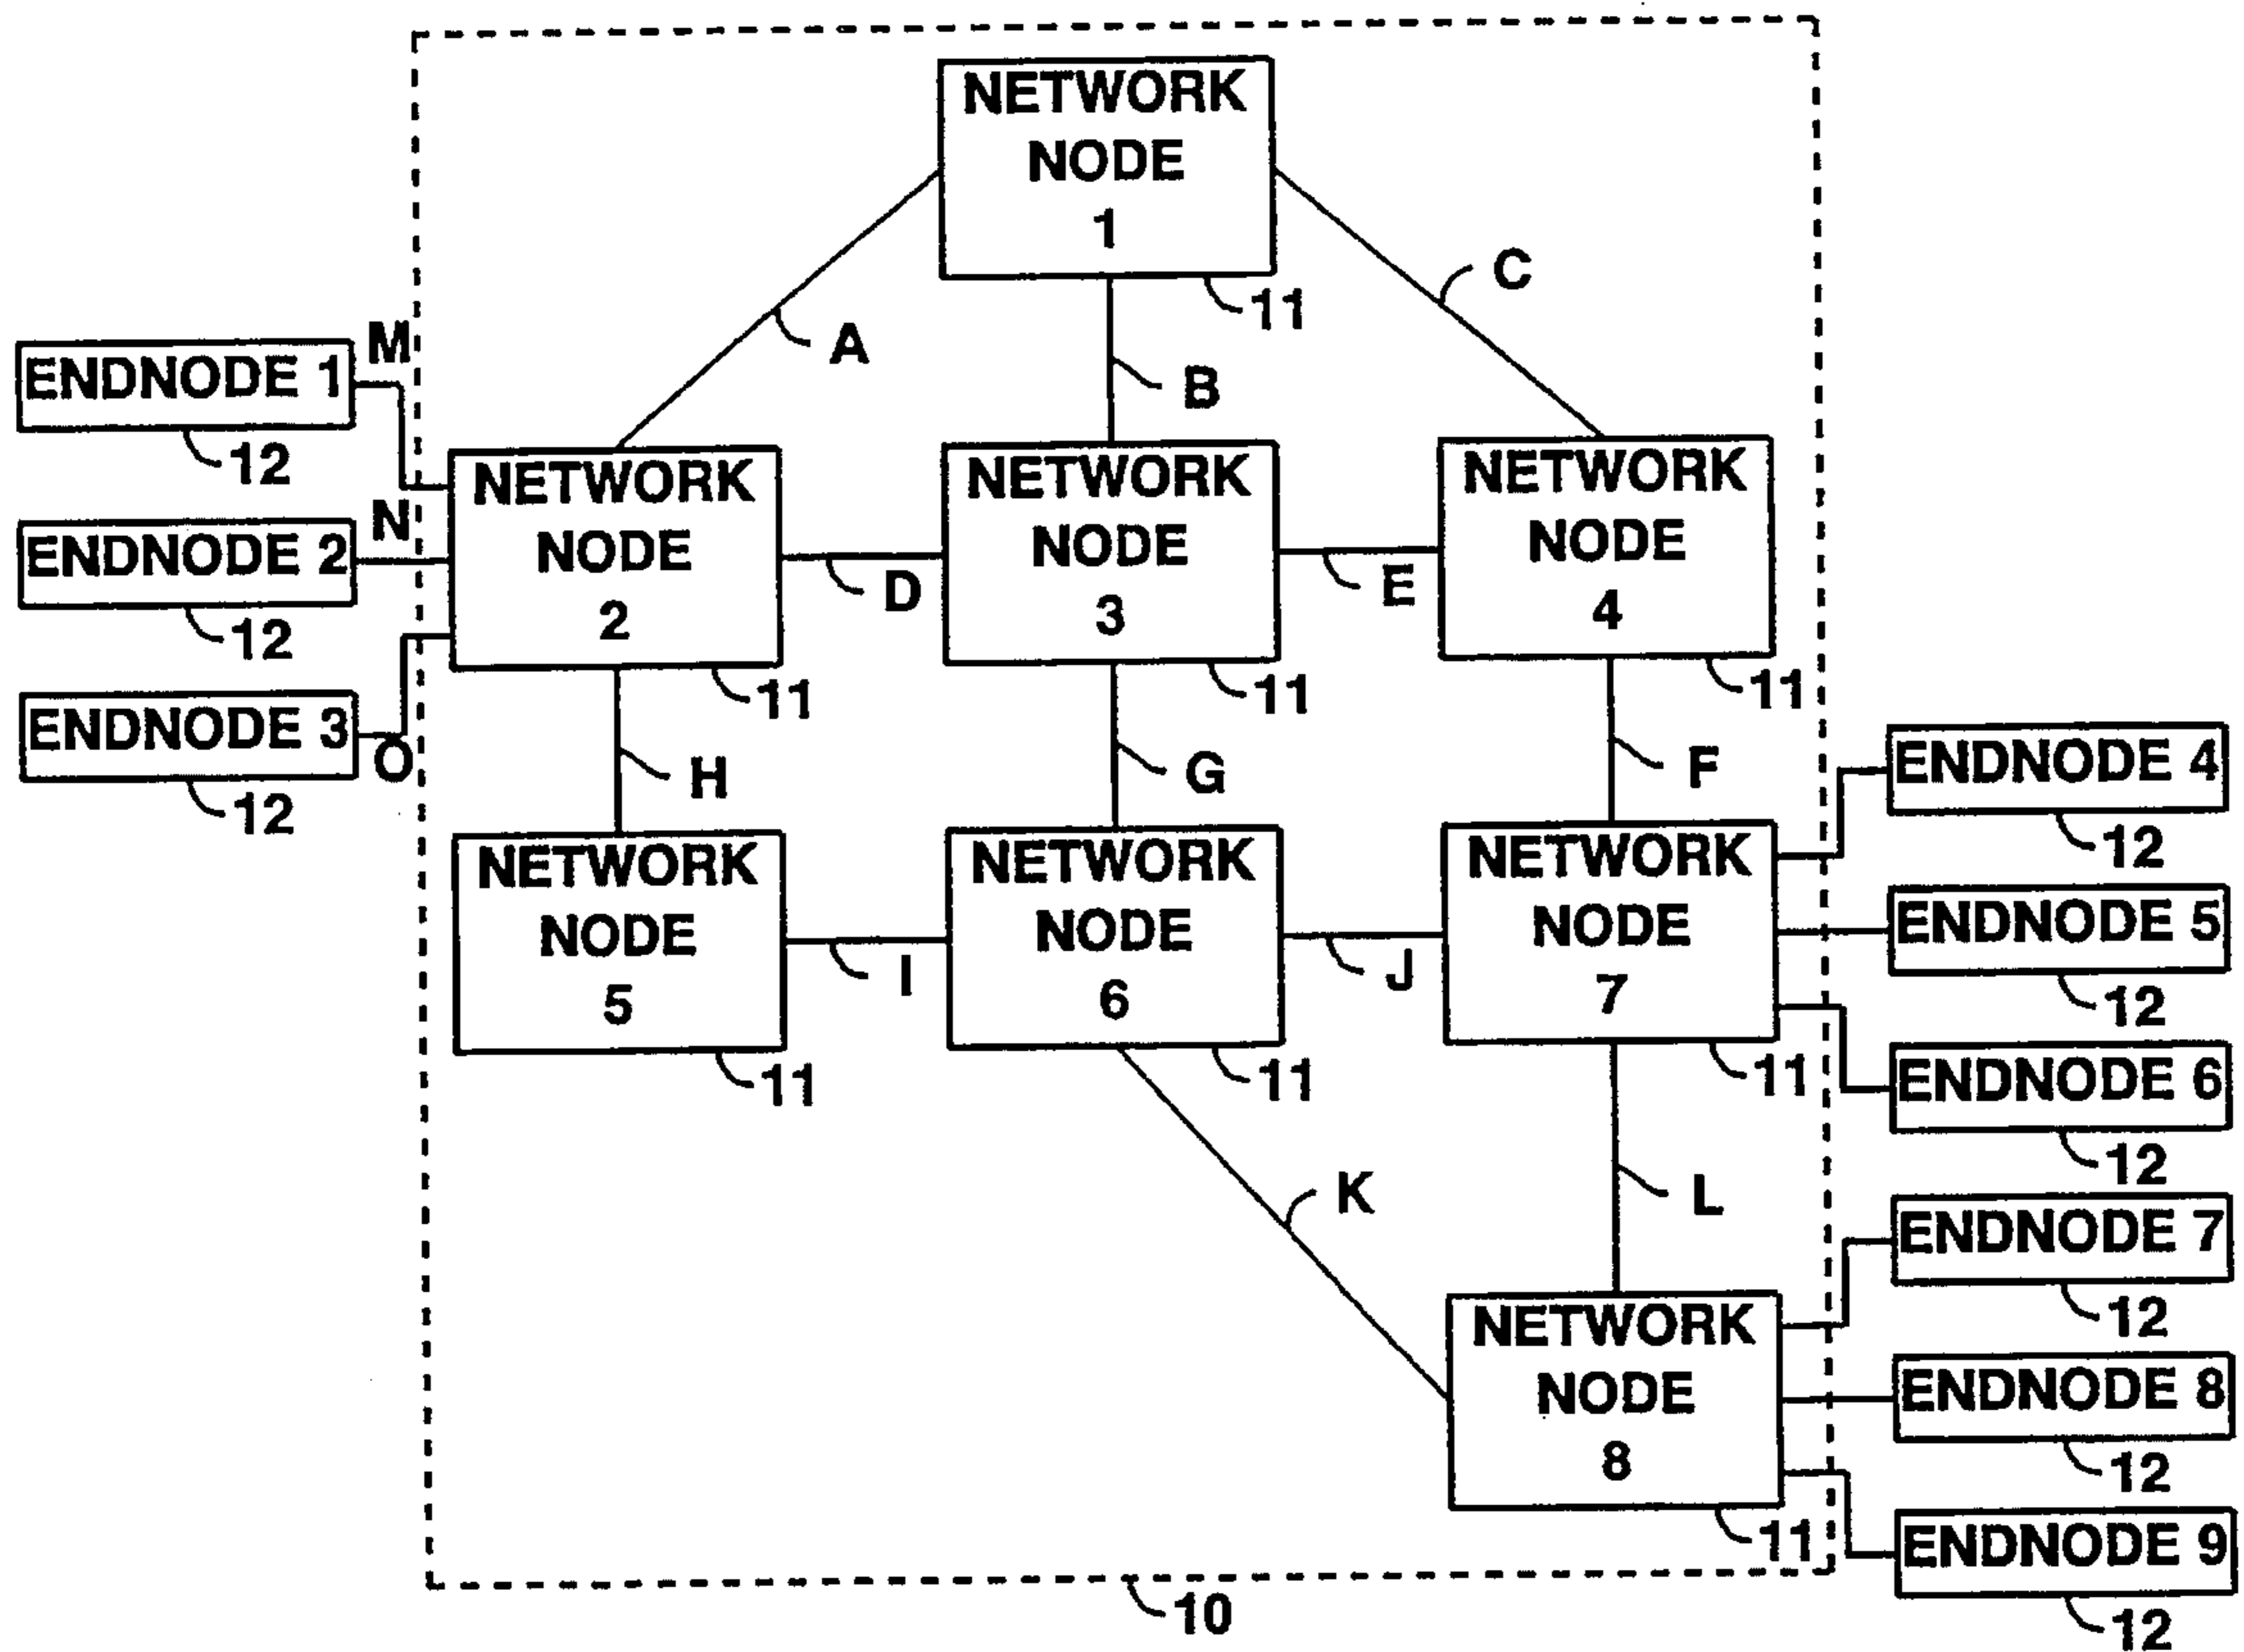 NETWORK
NODE
1
11
A
B
C
M
ENDNODE 1
12
N
ENDNODE 2
12
O
ENDNODE 3
12
NETWORK
NODE
2
11
D
NETWORK
NODE
3
11
E
NETWORK
NODE
4
11
H
G
F
NETWORK
NODE
5
11
I
NETWORK
NODE
6
11
J
NETWORK
NODE
7
11
ENDNODE 4
12
ENDNODE 5
12
ENDNODE 6
12
K
L
NETWORK
NODE
8
11
ENDNODE 7
12
ENDNODE 8
12
ENDNODE 9
12
10